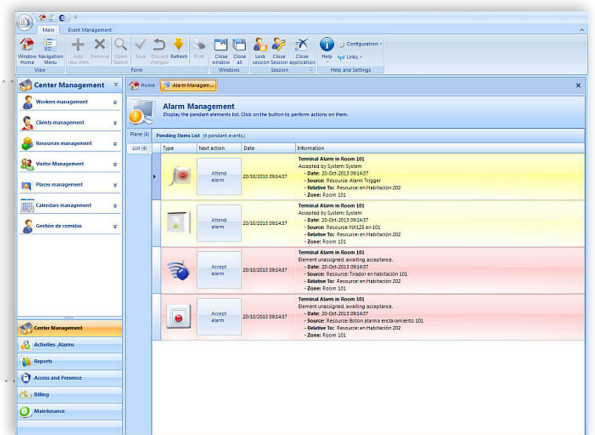 Main Event Management
Window Home
Navigation Menu
Add new item
Remove
Open
Save
Discard changes
Refresh
Print
Close window
Close all
Lock session
Close Session
Close application
Help
Configuration
Links
View
Form
Windows
Session
Help and Settings
Center Management
Home
Alarm Managem...
Workers management
Clients management
Resources management
Visitor Management
Places management
Calendars management
Gestión de comidas
Center Management
Activities ,Alarms
Reports
Access and Presence
Billing
Maintenance
Alarm Management
Display the pendant elements list. Click on the button to perform actions on them.
Plane (4)
List (4)
Pending Items List (4 pendant events)
Type Next action Date Information
Attend alarm
20/10/2013 09:14:37
Terminal Alarm in Room 101
Accepted by System: System
- Date: 20-Oct-2013 09:14:37
- Source: Resource: Alarm Trigger
- Relative To: Resource: en Habitación 202
- Zone: Room 101
Attend alarm
20/10/2013 09:14:37
Terminal Alarm in Room 101
Accepted by System: System
- Date: 20-Oct-2013 09:14:37
- Source: Resource: NX12S en 101
- Relative To: Resource: en Habitación 202
- Zone: Room 101
Accept alarm
20/10/2013 09:14:37
Terminal Alarm in Room 101
Element unassigned, awaiting acceptance.
- Date: 20-Oct-2013 09:14:37
- Source: Resource: Tirador en habitación 101
- Relative To: Resource: en Habitación 202
- Zone: Room 101
Accept alarm
20/10/2013 09:14:37
Terminal Alarm in Room 101
Element unassigned, awaiting acceptance.
- Date: 20-Oct-2013 09:14:37
- Source: Resource: Boton alarma enclavamiento 101
- Relative To: Resource: en Habitación 202
- Zone: Room 101